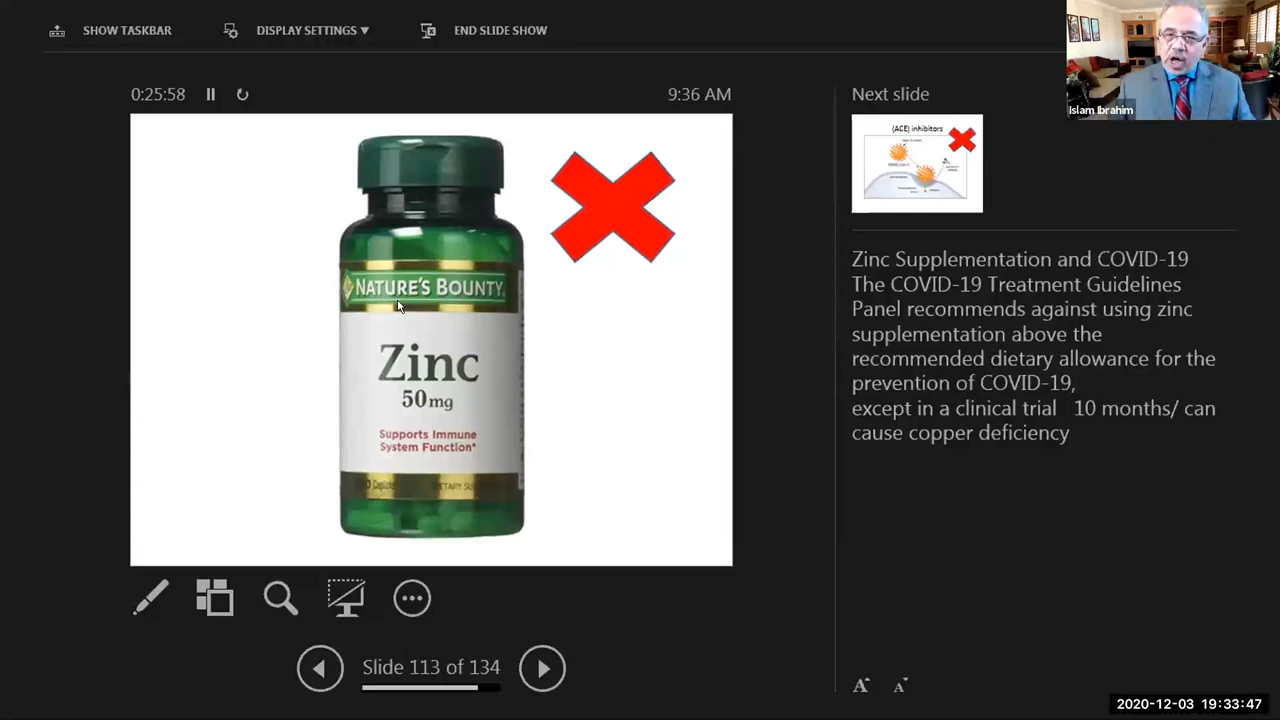 SHOW TASKBAR
DISPLAY SETTINGS
END SLIDE SHOW
Islam Ibrahim
0:25:58
9:36 AM
Next slide
(ACE) inhibitors
NATURE'S BOUNTY
Zinc
50 mg
Supports Immune
System Function*
Caplets
Zinc Supplementation and COVID-19
The COVID-19 Treatment Guidelines
Panel recommends against using zinc
supplementation above the
recommended dietary allowance for the
prevention of COVID-19,
except in a clinical trial 10 months/ can
cause copper deficiency
Slide 113 of 134
A A
2020-12-03 19:33:47